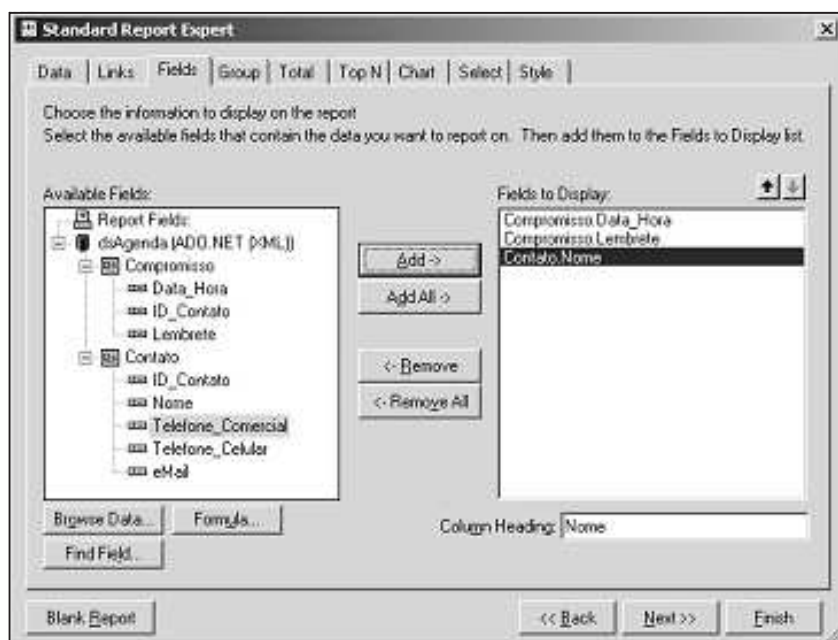 Standard Report Expert
Data Links Fields Group Total Top N Chart Select Style
Choose the information to display on the report
Select the available fields that contain the data you want to report on. Then add them to the Fields to Display list.
Available Fields:
Report Fields:
dsAgenda (ADO.NET (XML))
Compromisso
Data_Hora
ID_Contato
Lembrete
Contato
ID_Contato
Nome
Telefone_Comercial
Telefone_Celular
eMail
Browse Data... Formula...
Find Field...
Add ->
Add All ->
<- Remove
<- Remove All
Fields to Display:
Compromisso.Data_Hora
Compromisso.Lembrete
Contato.Nome
Column Heading: Nome
Blank Report << Back Next >> Finish